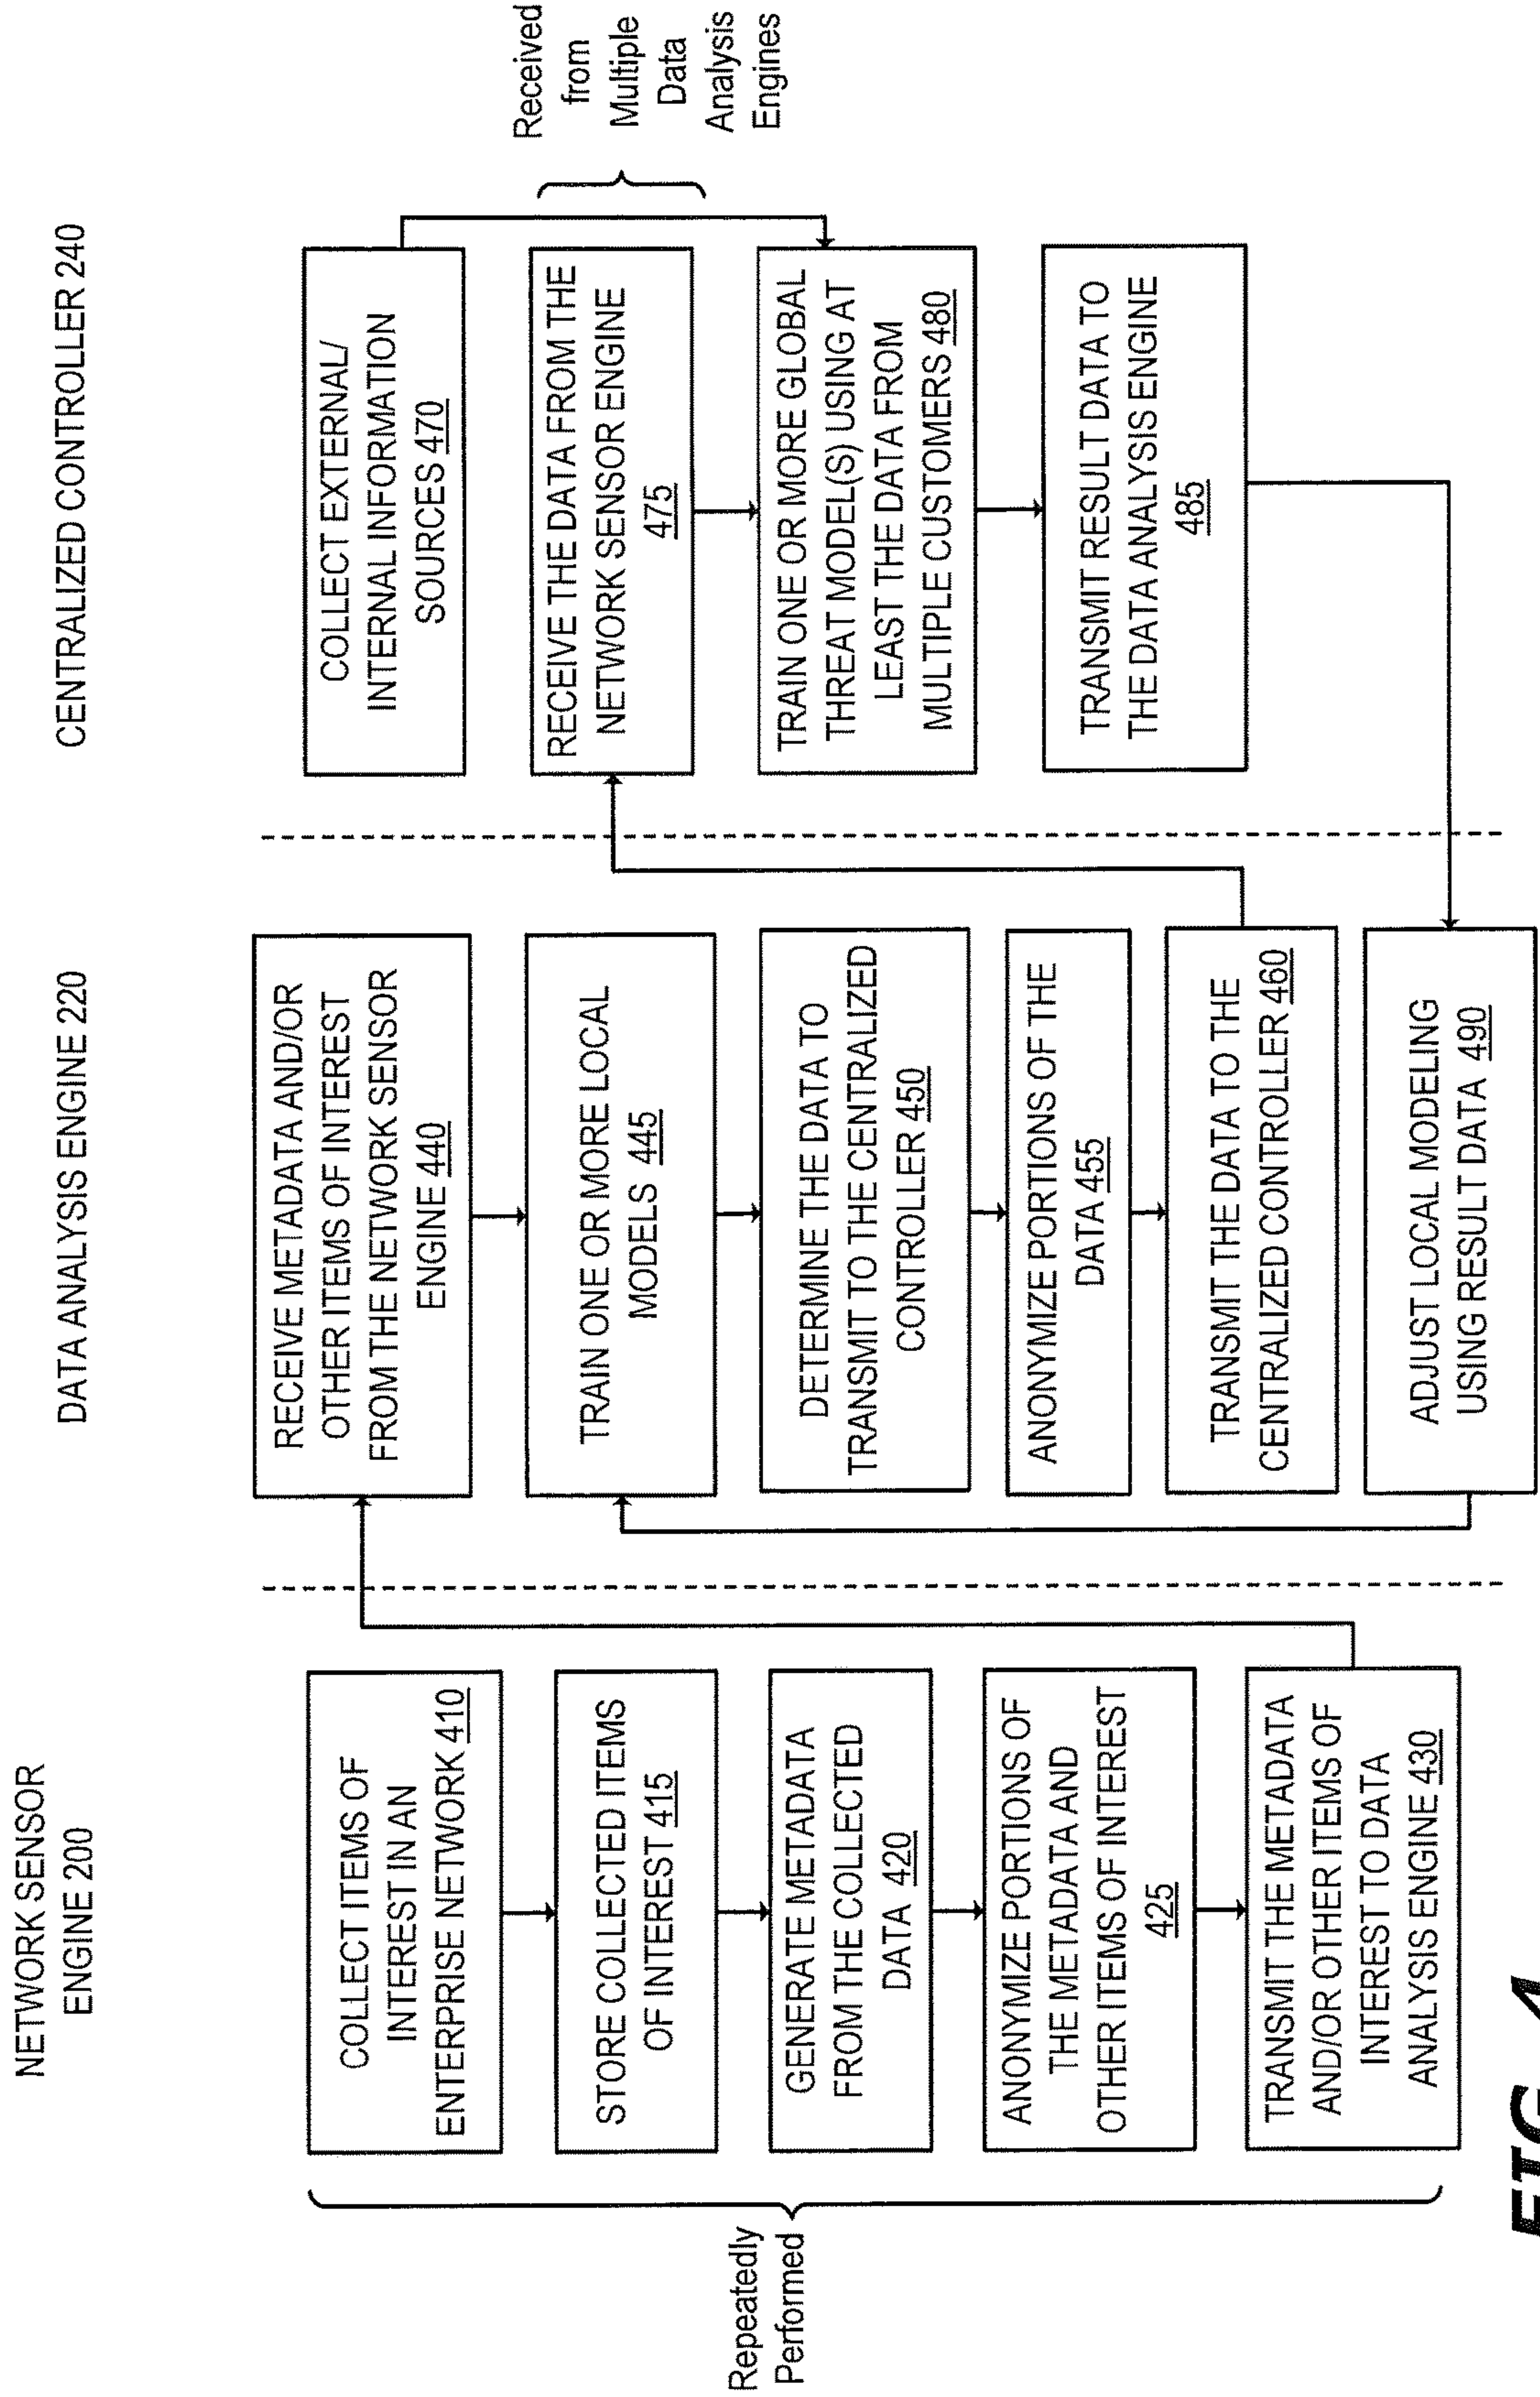 NETWORK SENSOR
ENGINE 200
Repeatedly
Performed
COLLECT ITEMS OF
INTEREST IN AN
ENTERPRISE NETWORK 410
STORE COLLECTED ITEMS
OF INTEREST 415
GENERATE METADATA
FROM THE COLLECTED
DATA 420
ANONYMIZE PORTIONS OF
THE METADATA AND
OTHER ITEMS OF INTEREST
425
TRANSMIT THE METADATA
AND/OR OTHER ITEMS OF
INTEREST TO DATA
ANALYSIS ENGINE 430
DATA ANALYSIS ENGINE 220
RECEIVE METADATA AND/OR
OTHER ITEMS OF INTEREST
FROM THE NETWORK SENSOR
ENGINE 440
TRAIN ONE OR MORE LOCAL
MODELS 445
DETERMINE THE DATA TO
TRANSMIT TO THE CENTRALIZED
CONTROLLER 450
ANONYMIZE PORTIONS OF THE
DATA 455
TRANSMIT THE DATA TO THE
CENTRALIZED CONTROLLER 460
ADJUST LOCAL MODELING
USING RESULT DATA 490
CENTRALIZED CONTROLLER 240
COLLECT EXTERNAL/
INTERNAL INFORMATION
SOURCES 470
RECEIVE THE DATA FROM THE
NETWORK SENSOR ENGINE
475
TRAIN ONE OR MORE GLOBAL
THREAT MODEL(S) USING AT
LEAST THE DATA FROM
MULTIPLE CUSTOMERS 480
TRANSMIT RESULT DATA TO
THE DATA ANALYSIS ENGINE
485
Received
from
Multiple
Data
Analysis
Engines
FIG. 4